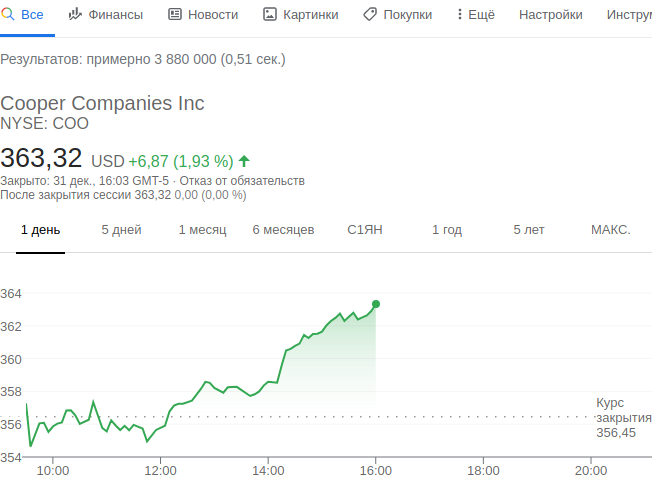 Все Финансы Новости Картинки Покупки Ещё Настройки Инстру
Результатов: примерно 3 880 000 (0,51 сек.)
Cooper Companies Inc
NYSE: COO
363,32 USD +6,87 (1,93 %)
Закрыто: 31 дек., 16:03 GMT-5 · Отказ от обязательств
После закрытия сессии 363,32 0,00 (0,00 %)
1 день 5 дней 1 месяц 6 месяцев С1ЯН 1 год 5 лет МАКС.
364
362
360
358
356
354
Курс
закрытия
356,45
10:00 12:00 14:00 16:00 18:00 20:00